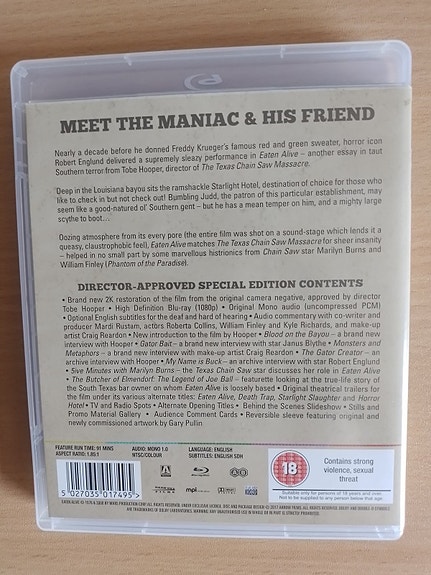 MEET THE MANIAC & HIS FRIEND
Nearly a decade before he donned Freddy Krueger's famous red and green sweater, horror icon
Robert Englund delivered a supremely sleazy performance in Eaten Alive – another essay in taut
Southern terror from Tobe Hooper, director of The Texas Chain Saw Massacre.
Deep in the Louisiana bayou sits the ramshackle Starlight Hotel, destination of choice for those who
like to check in but not check out! Bumbling Judd, the patron of this particular establishment, may
seem like a good-natured ol' Southern gent – but he has a mean temper on him, and a mighty large
scythe to boot...
Oozing atmosphere from its every pore (the entire film was shot on a sound-stage which lends it a
queasy, claustrophobic feel), Eaten Alive matches The Texas Chain Saw Massacre for sheer insanity
– helped in no small part by some marvellous histrionics from Chain Saw star Marilyn Burns and
William Finley (Phantom of the Paradise).
DIRECTOR-APPROVED SPECIAL EDITION CONTENTS
• Brand new 2K restoration of the film from the original camera negative, approved by director
Tobe Hooper • High Definition Blu-ray (1080p) • Original Mono audio (uncompressed PCM)
• Optional English subtitles for the deaf and hard of hearing • Audio commentary with co-writer and
producer Mardi Rustam, actors Roberta Collins, William Finley and Kyle Richards, and make-up
artist Craig Reardon • New introduction to the film by Hooper • Blood on the Bayou – a brand new
interview with Hooper • Gator Bait – a brand new interview with star Janus Blythe • Monsters and
Metaphors – a brand new interview with make-up artist Craig Reardon • The Gator Creator – an
archive interview with Hooper • My Name is Buck – an archive interview with star Robert Englund
• 5ive Minutes with Marilyn Burns – the Texas Chain Saw star discusses her role in Eaten Alive
• The Butcher of Elmendorf: The Legend of Joe Ball – featurette looking at the true-life story of
the South Texas bar owner on whom Eaten Alive is loosely based • Original theatrical trailers for
the film under its various alternate titles: Eaten Alive, Death Trap, Starlight Slaughter and Horror
Hotel • TV and Radio Spots • Alternate Opening Titles • Behind the Scenes Slideshow • Stills and
Promo Material Gallery • Audience Comment Cards • Reversible sleeve featuring original and
newly commissioned artwork by Gary Pullin
FEATURE RUN TIME: 91 MINS AUDIO: MONO 1.0 LANGUAGE: ENGLISH
ASPECT RATIO: 1.85:1 NTSC/COLOUR SUBTITLES: ENGLISH SDH
5 027035 017495
mpi
18
Contains strong
violence, sexual
threat
Suitable only for persons of 18 years and over
Not to be supplied to any person below that age